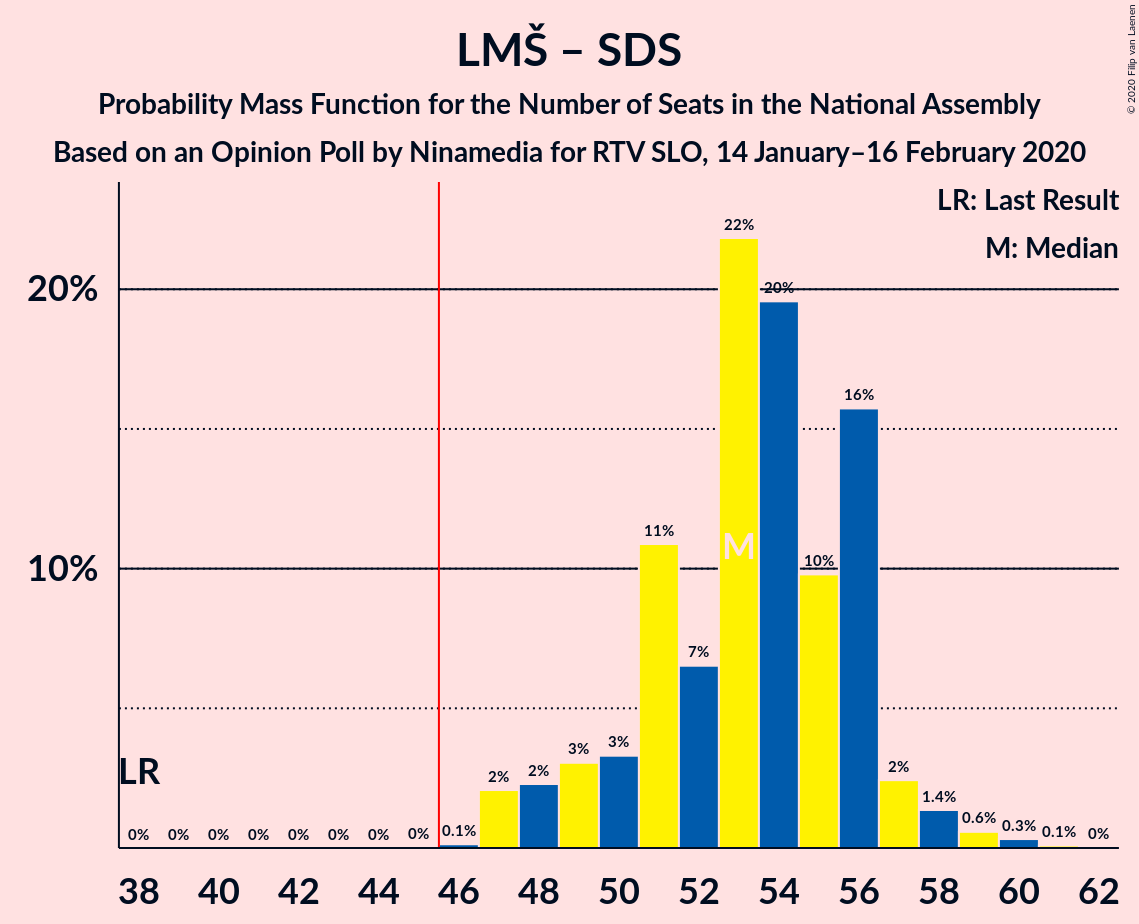 LMŠ – SDS
Probability Mass Function for the Number of Seats in the National Assembly
Based on an Opinion Poll by Ninamedia for RTV SLO, 14 January–16 February 2020
© 2020 Filip van Laenen
LR: Last Result
M: Median
20%
10%
LR
M
0% 0% 0% 0% 0% 0% 0% 0% 0.1% 2% 2% 3% 3% 11% 7% 22% 20% 10% 16% 2% 1.4% 0.6% 0.3% 0.1% 0%
38 40 42 44 46 48 50 52 54 56 58 60 62